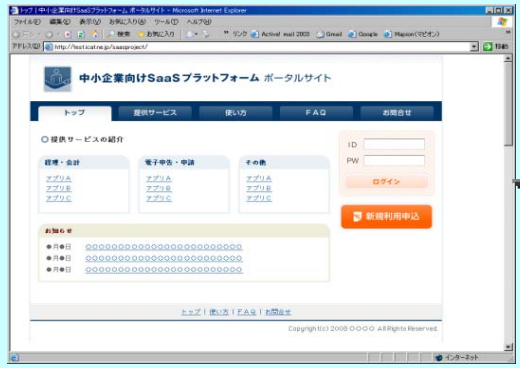 トップ | 中小企業向けSaaSプラットフォーム ポータルサイト - Microsoft Internet Explorer
ファイル(F) 編集(E) 表示(V) お気に入り(A) ツール(T) ヘルプ(H)
検索 お気に入り リンク Active! mail 2003 Gmail Google Mapion(マピオン)
アドレス(D) http://test.icat.ne.jp/saasproject/ 移動
中小企業向けSaaSプラットフォーム ポータルサイト
トップ 提供サービス 使い方 FAQ お問合せ
提供サービスの紹介
経理・会計 電子申告・申請 その他
アプリA アプリA アプリA
アプリB アプリB アプリB
アプリC アプリC アプリC
ID
PW
ログイン
新規利用申込
お知らせ
●月●日 ○○○○○○○○○○○○○○○○○○○○○○○○
●月●日 ○○○○○○○○○○○○○○○○○○○○○○○○
●月●日 ○○○○○○○○○○○○○○○○○○○○○○○○
トップ | 使い方 | FAQ | お問合せ
Copyright(c) 2008 ○○○○ All Rights Reserved.
インターネット